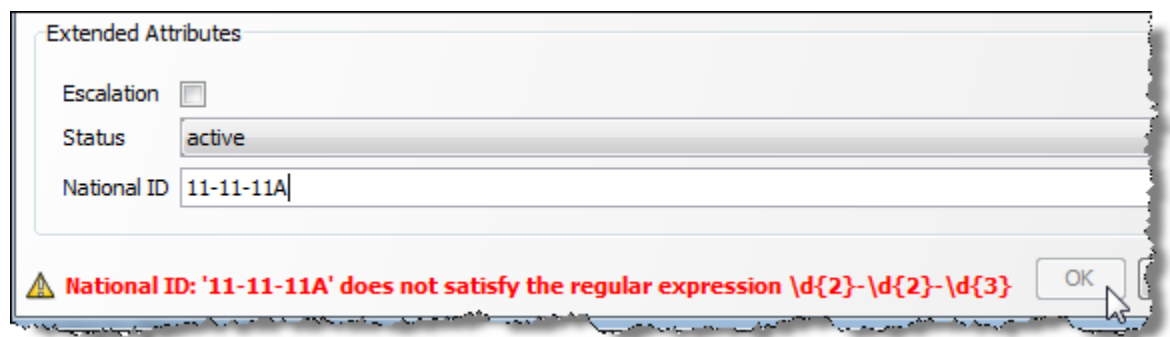 Extended Attributes
Escalation
Status active
National ID 11-11-11A
National ID: '11-11-11A' does not satisfy the regular expression \d{2}-\d{2}-\d{3}
OK